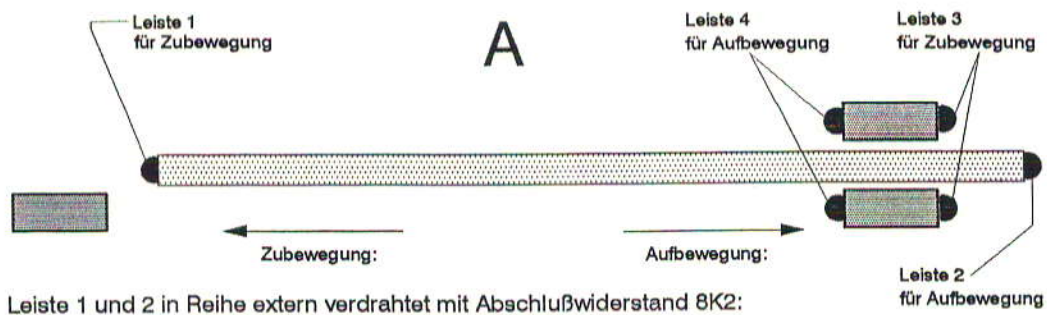 Leiste 1
für Zubewegung
A
Leiste 4
für Aufbewegung
Leiste 3
für Zubewegung
Zubewegung:
Aufbewegung:
Leiste 2
für Aufbewegung
Leiste 1 und 2 in Reihe extern verdrahtet mit Abschlußwiderstand 8K2: